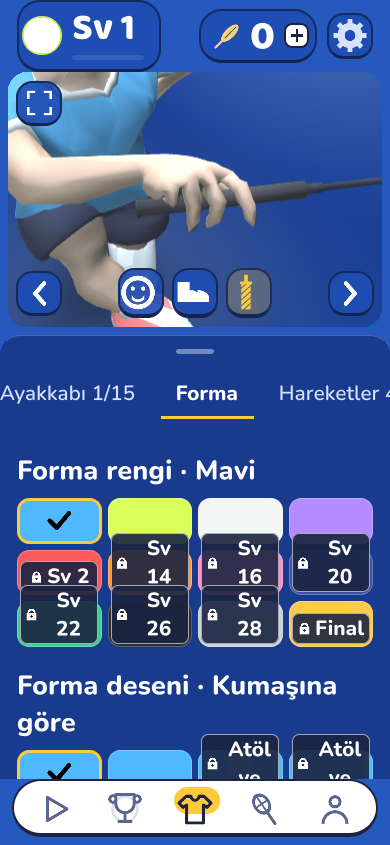 Sv 1
0
Ayakkabı 1/15 Forma Hareketler 4
Forma rengi · Mavi
Sv 14
Sv 16
Sv 20
Sv 2
Sv 22
Sv 26
Sv 28
Final
Forma deseni · Kumaşına
göre
Atöl
ye
Atöl
ye